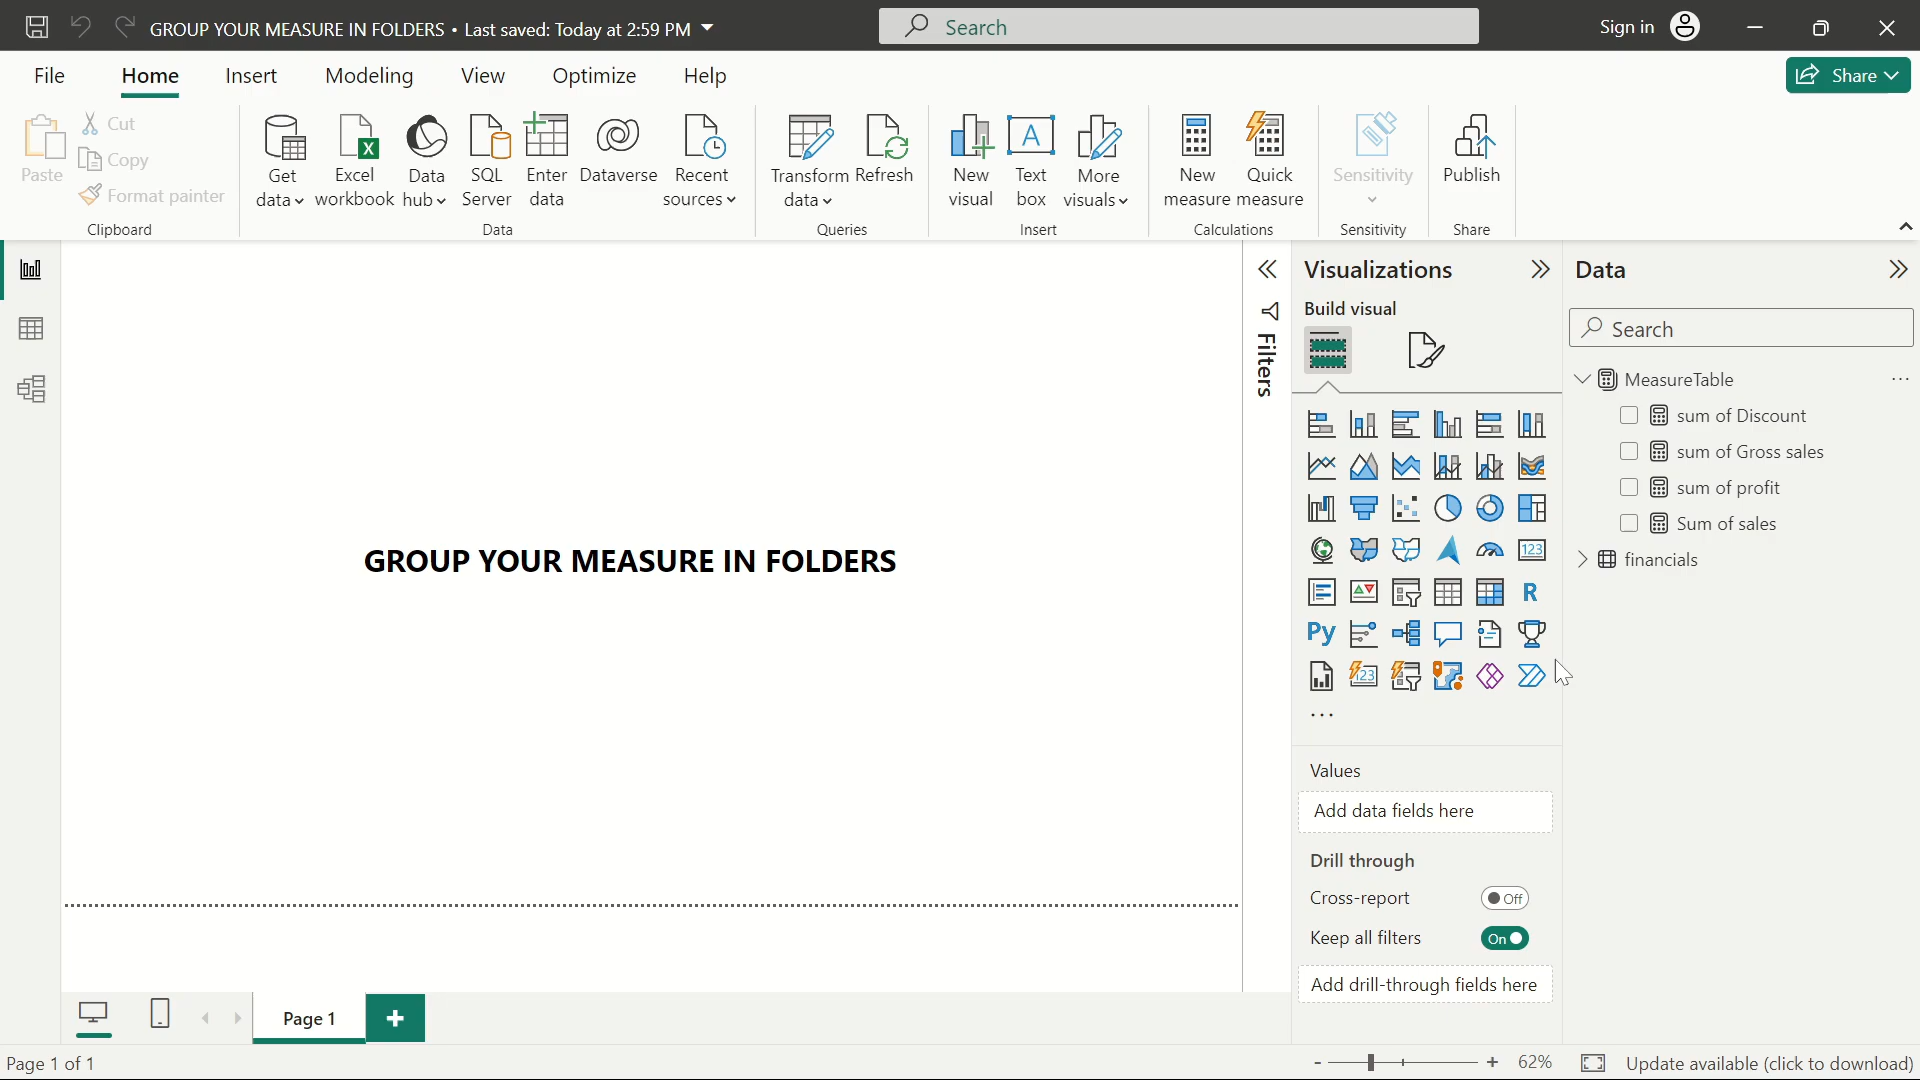 GROUP YOUR MEASURE IN FOLDERS • Last saved: Today at 2:59 PM
Search
Sign in
File
Home
Insert
Modeling
View
Optimize
Help
Share
Paste
Cut
Copy
Format painter
Clipboard
Get data
Excel workbook
Data hub
SQL Server
Enter data
Dataverse
Recent sources
Data
Transform data
Refresh
Queries
New visual
Text box
More visuals
Insert
New measure
Quick measure
Calculations
Sensitivity
Sensitivity
Publish
Share
GROUP YOUR MEASURE IN FOLDERS
Filters
Visualizations
Build visual
123
R
Py
123
...
Values
Add data fields here
Drill through
Cross-report
Off
Keep all filters
On
Add drill-through fields here
Data
Search
MeasureTable
...
sum of Discount
sum of Gross sales
sum of profit
Sum of sales
financials
Page 1
+
Page 1 of 1
- + 62%
Update available (click to download)